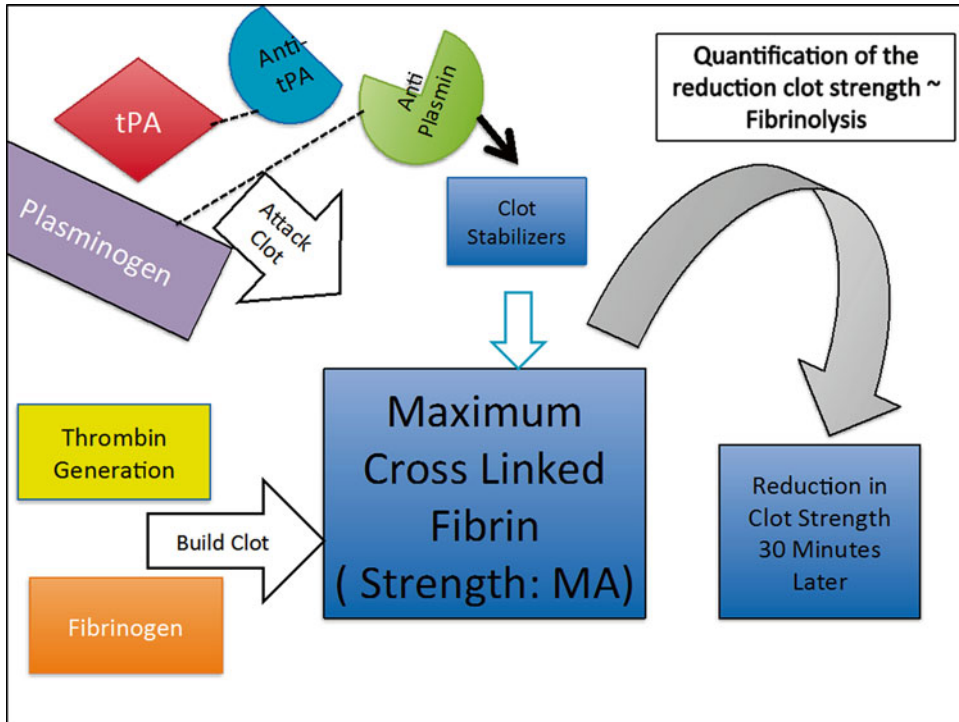 tPA
Anti-
tPA
Anti
Plasmin
Quantification of the
reduction clot strength ~
Fibrinolysis
Plasminogen
Attack
Clot
Clot
Stabilizers
Thrombin
Generation
Build Clot
Fibrinogen
Maximum
Cross Linked
Fibrin
( Strength: MA)
Reduction in
Clot Strength
30 Minutes
Later